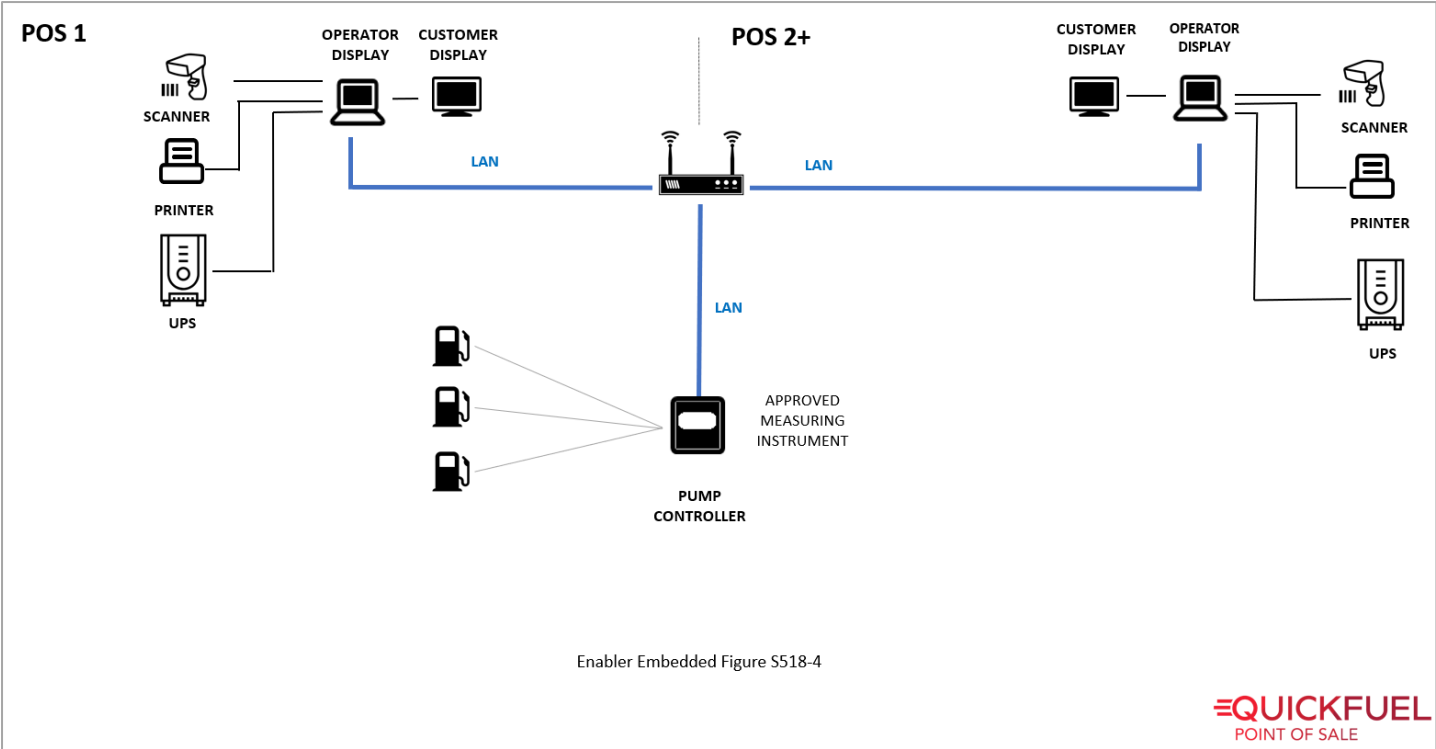 POS 1
OPERATOR
DISPLAY
CUSTOMER
DISPLAY
SCANNER
PRINTER
UPS
LAN
POS 2+
CUSTOMER
DISPLAY
OPERATOR
DISPLAY
SCANNER
PRINTER
UPS
LAN
LAN
APPROVED
MEASURING
INSTRUMENT
PUMP
CONTROLLER
Enabler Embedded Figure S518-4
QUICKFUEL
POINT OF SALE